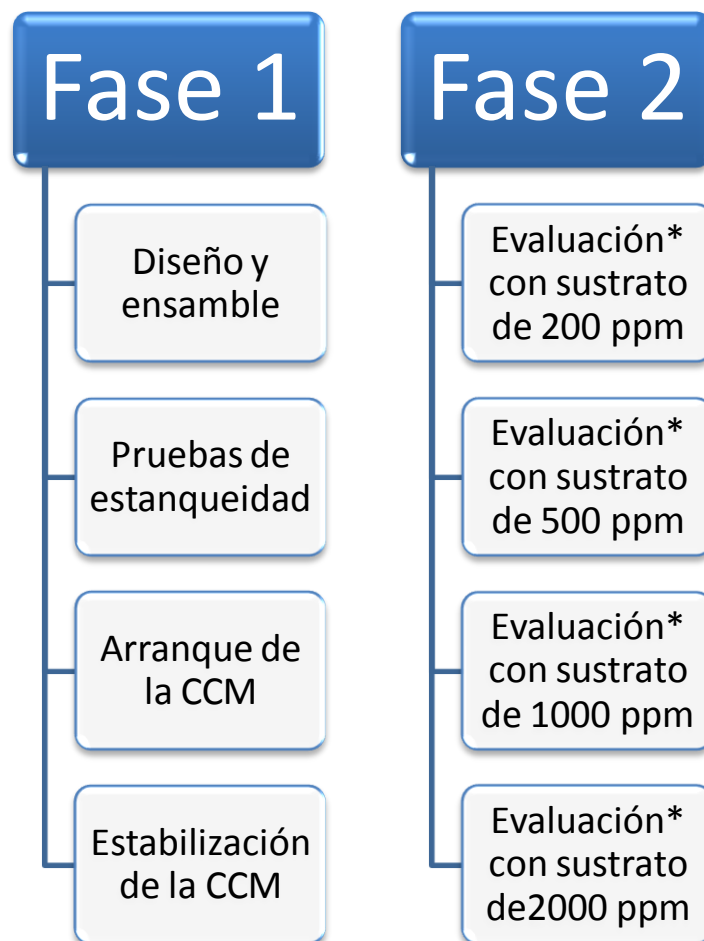 Fase 1
Diseño y
ensamble
Pruebas de
estanqueidad
Arranque de
la CCM
Estabilización
de la CCM
Fase 2
Evaluación*
con sustrato
de 200 ppm
Evaluación*
con sustrato
de 500 ppm
Evaluación*
con sustrato
de 1000 ppm
Evaluación*
con sustrato
de2000 ppm